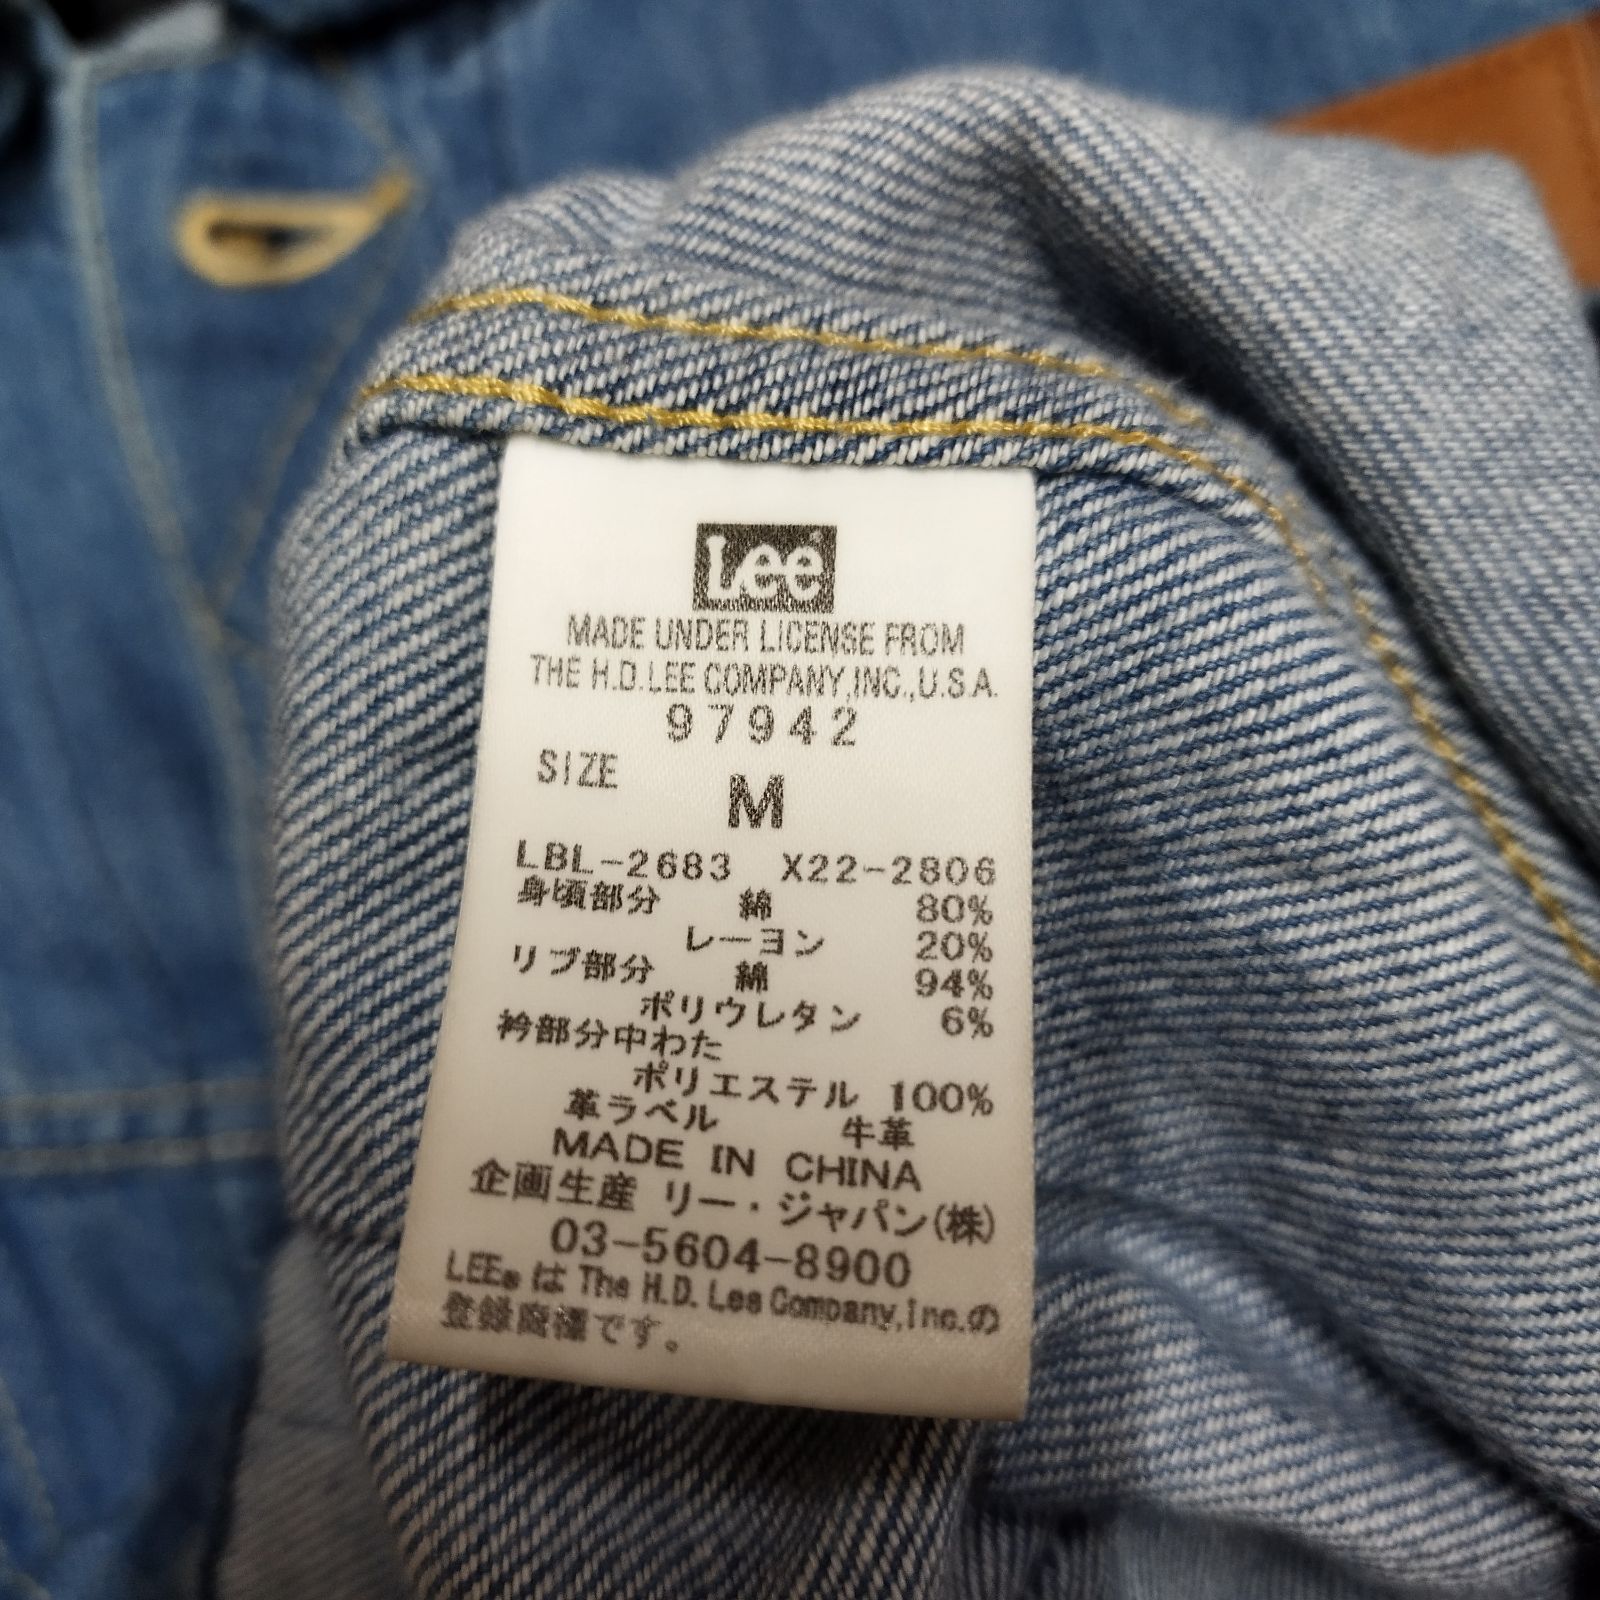 Lee
MADE UNDER LICENSE FROM
THE H.D.LEE COMPANY,INC.,U.S.A.
97942
SIZE
M
LBL-2683 X22-2806
身頃部分 綿 80%
レーヨン 20%
リブ部分 綿 94%
ポリウレタン 6%
衿部分中わた
ポリエステル 100%
革ラベル 牛革
MADE IN CHINA
企画生産 リー・ジャパン(株)
03-5604-8900
LEE®は The H.D. Lee Company,Inc.の
登録商標です。